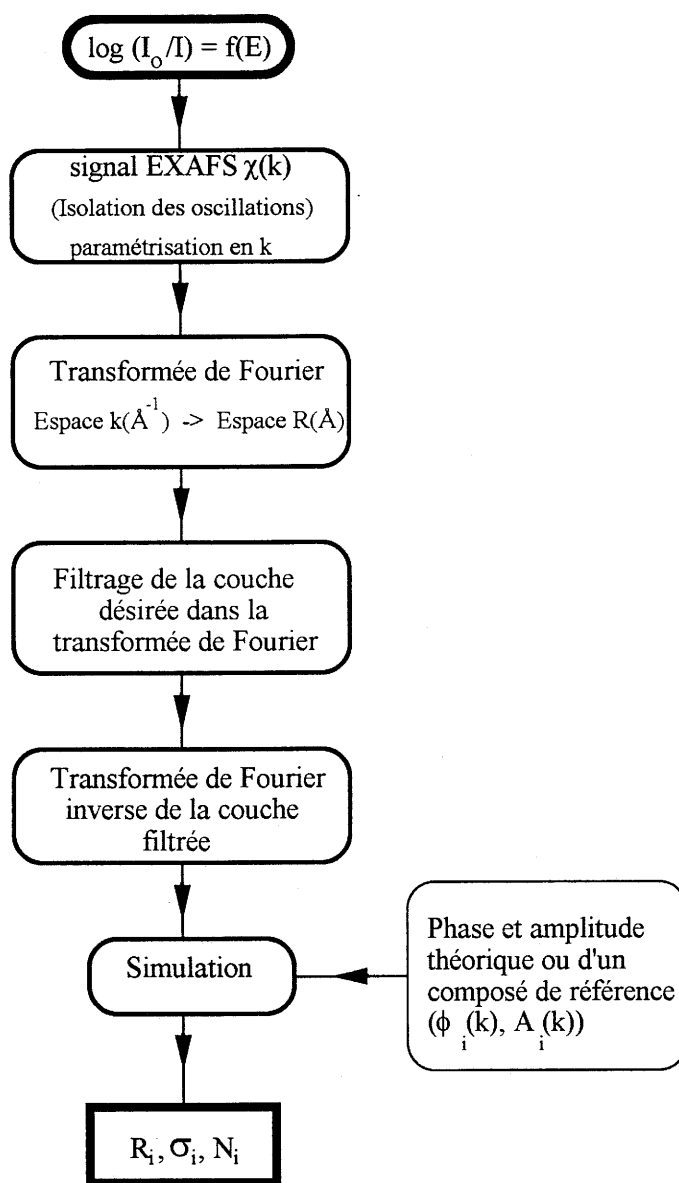 log (I_o/I) = f(E)
signal EXAFS χ(k)
(Isolation des oscillations)
paramétrisation en k
Transformée de Fourier
Espace k(Å⁻¹) -> Espace R(Å)
Filtrage de la couche
désirée dans la
transformée de Fourier
Transformée de Fourier
inverse de la couche
filtrée
Simulation
Phase et amplitude
théorique ou d'un
composé de référence
(ϕ_i(k), A_i(k))
R_i, σ_i, N_i